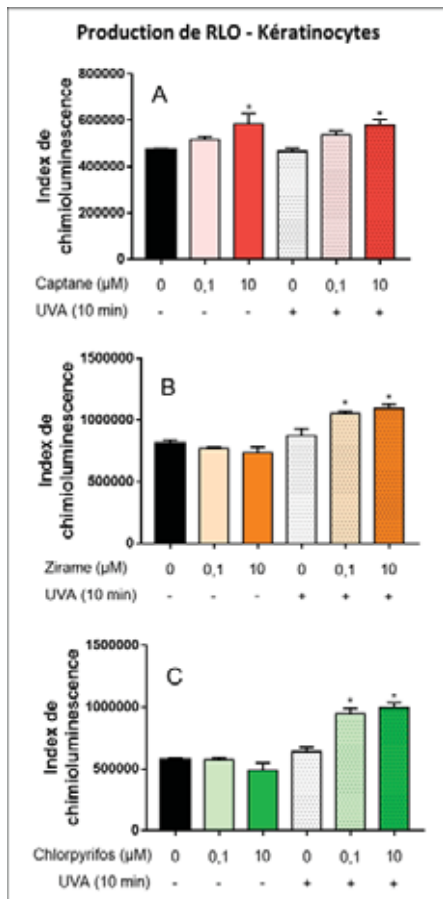 Production de RLO - Kératinocytes
Index de
chimioluminescence
800000
600000
400000
200000
0
A
*
*
Captane (µM) 0 0,1 10 0 0,1 10
UVA (10 min) - - - + + +
Index de
chimioluminescence
1500000
1000000
500000
0
B
*
*
Zirame (µM) 0 0,1 10 0 0,1 10
UVA (10 min) - - - + + +
Index de
chimioluminescence
1500000
1000000
500000
0
C
*
*
Chlorpyrifos (µM) 0 0,1 10 0 0,1 10
UVA (10 min) - - - + + +